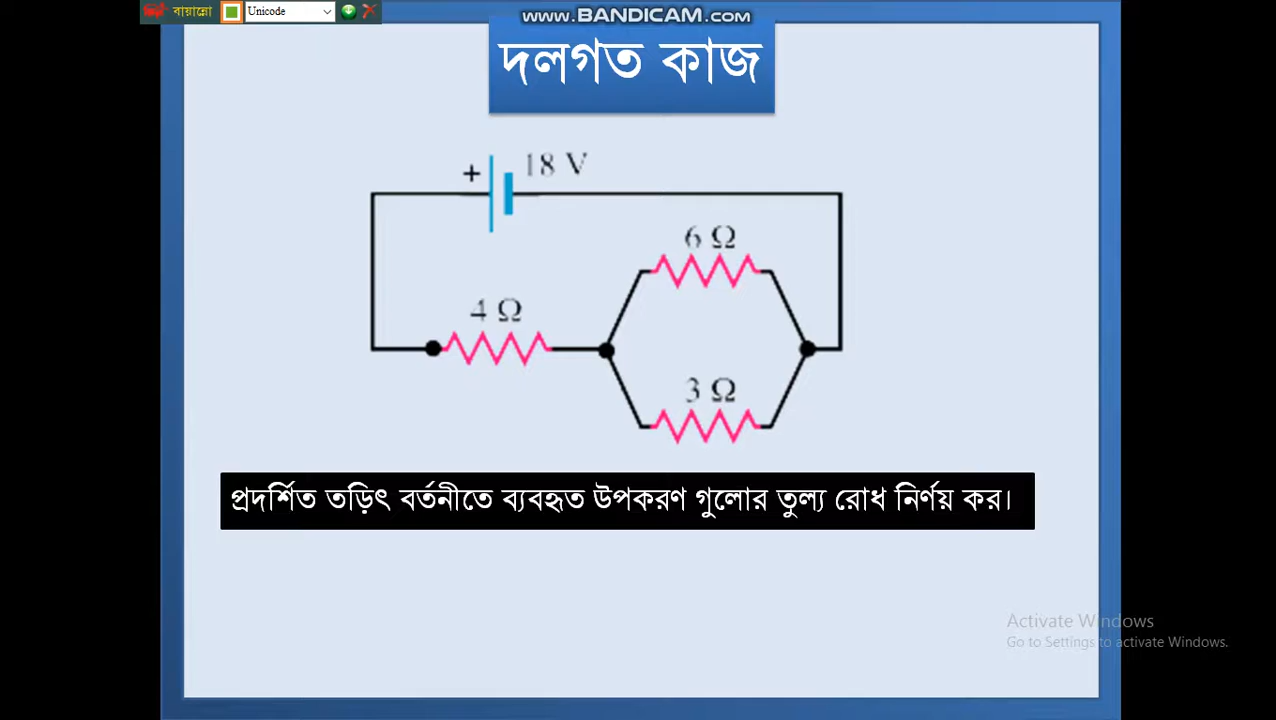 বায়ান্নো Unicode
www.BANDICAM.com
দলগত কাজ
+ 18 V
6 Ω
4 Ω
3 Ω
প্রদর্শিত তড়িৎ বর্তনীতে ব্যবহৃত উপকরণ গুলোর তুল্য রোধ নির্ণয় কর।
Activate Windows
Go to Settings to activate Windows.